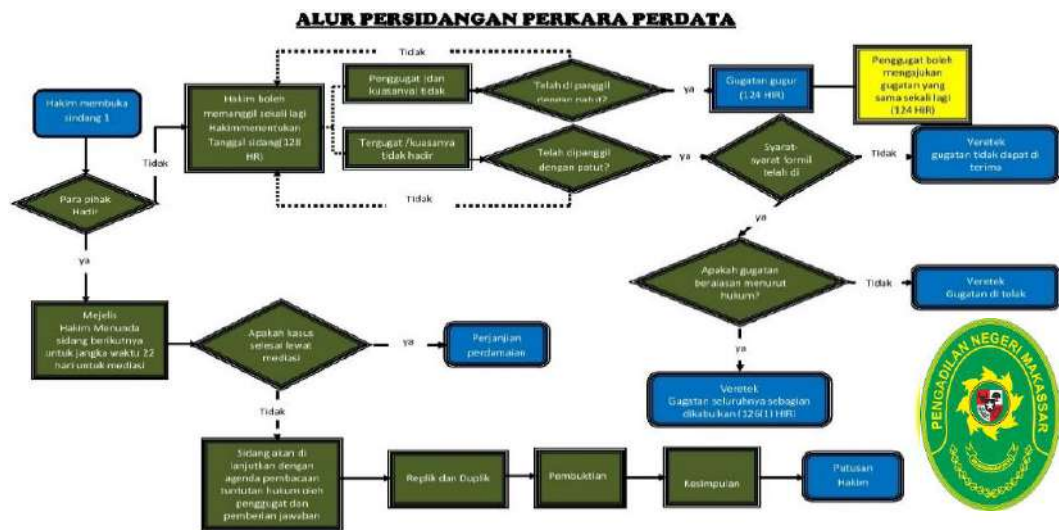 ALUR PERSIDANGAN PERKARA PERDATA
Hakim membuka
sindang 1
Para pihak
Hadir
Tidak
ya
Hakim boleh
memanggil sekali lagi
Hakimmenentukan
Tanggal sidang(128
HR)
Tidak
Penggugat (dan
kuasanya) tidak
Telah di panggil
dengan patut?
ya
Gugatan gugur
(124 HIR)
Penggugat boleh
mengajukan
gugatan yang
sama sekali lagi
(124 HIR)
Tergugat /kuasanya
tidak hadir
Telah dipanggil
dengan patut?
Tidak
ya
Syarat-
syarat formil
telah di
Tidak
Veretek
gugatan tidak dapat di
terima
ya
Apakah gugatan
beralasan menurut
hukum?
Tidak
Veretek
Gugatan di tolak
ya
Veretek
Gugatan seluruhnya sebagian
dikabulkan (126(1) HIR)
Mejelis
Hakim Menunda
sidang berikutnya
untuk jangka waktu 22
hari untuk mediasi
Apakah kasus
selesai lewat
mediasi
ya
Perjanjian
perdamaian
Tidak
Sidang akan di
lanjutkan dengan
agenda pembacaan
tuntutan hukum oleh
penggugat dan
pemberian jawaban
Replik dan Duplik
Pembuktian
Kesimpulan
Putusan
Hakim
PENGADILAN NEGERI MAKASSAR